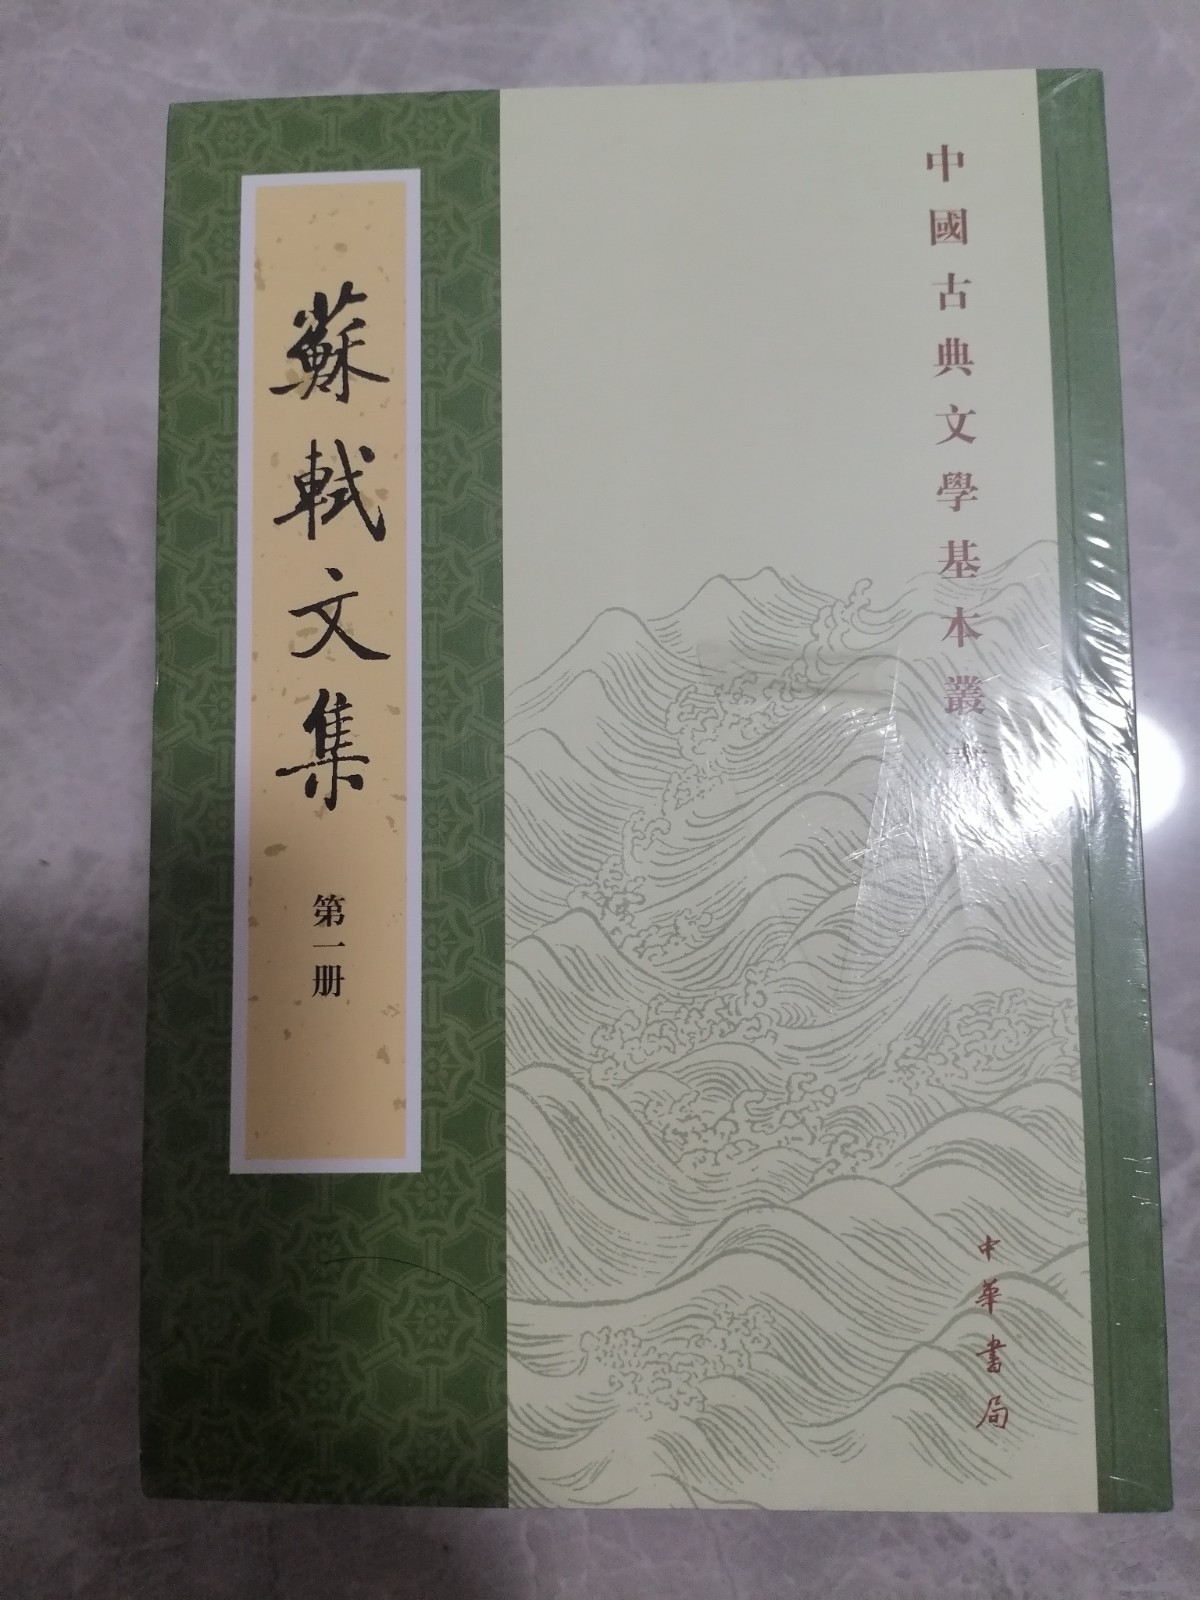 中國古典文學基本叢書
蘇軾文集
第一册
中華書局